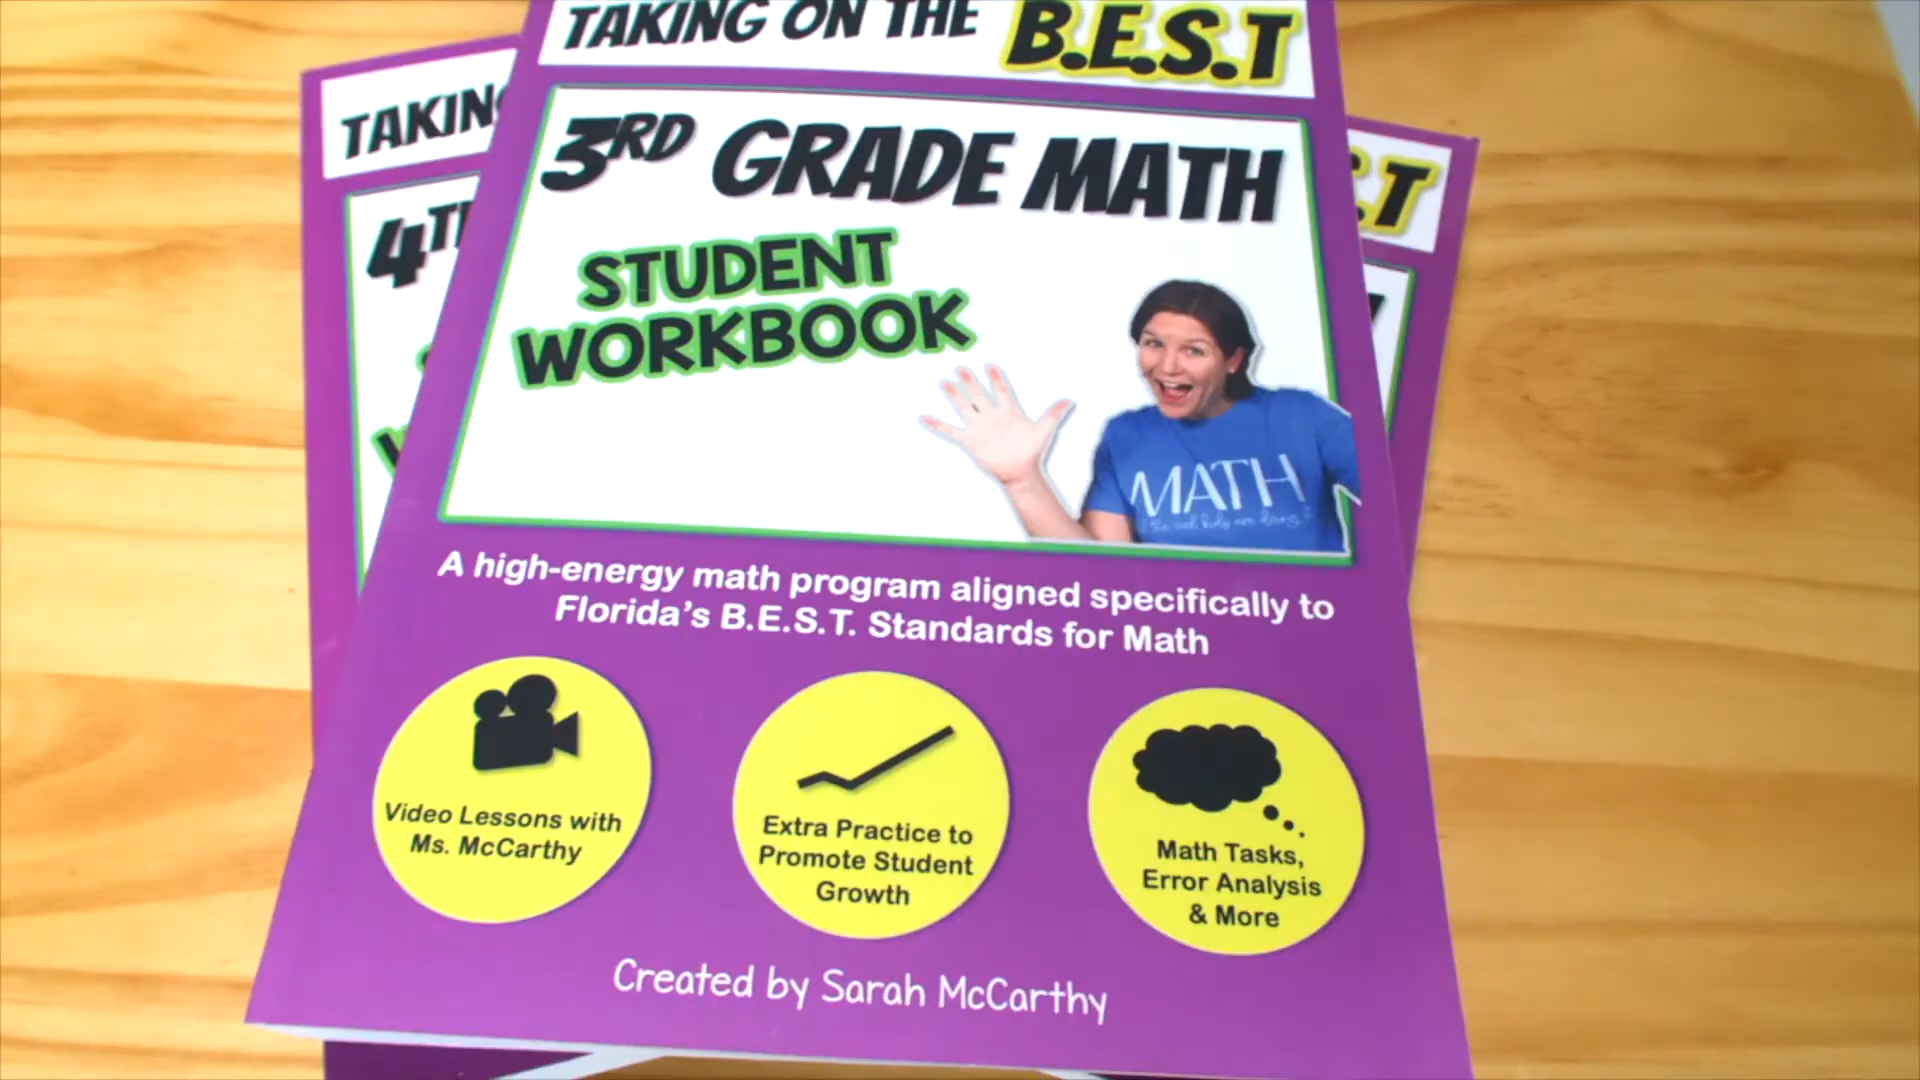 TAKING ON THE B.E.S.T
3RD GRADE MATH
STUDENT
WORKBOOK
MATH
A high-energy math program aligned specifically to
Florida's B.E.S.T. Standards for Math
Video Lessons with
Ms. McCarthy
Extra Practice to
Promote Student
Growth
Math Tasks,
Error Analysis
& More
Created by Sarah McCarthy
TAKING
4TH
.T